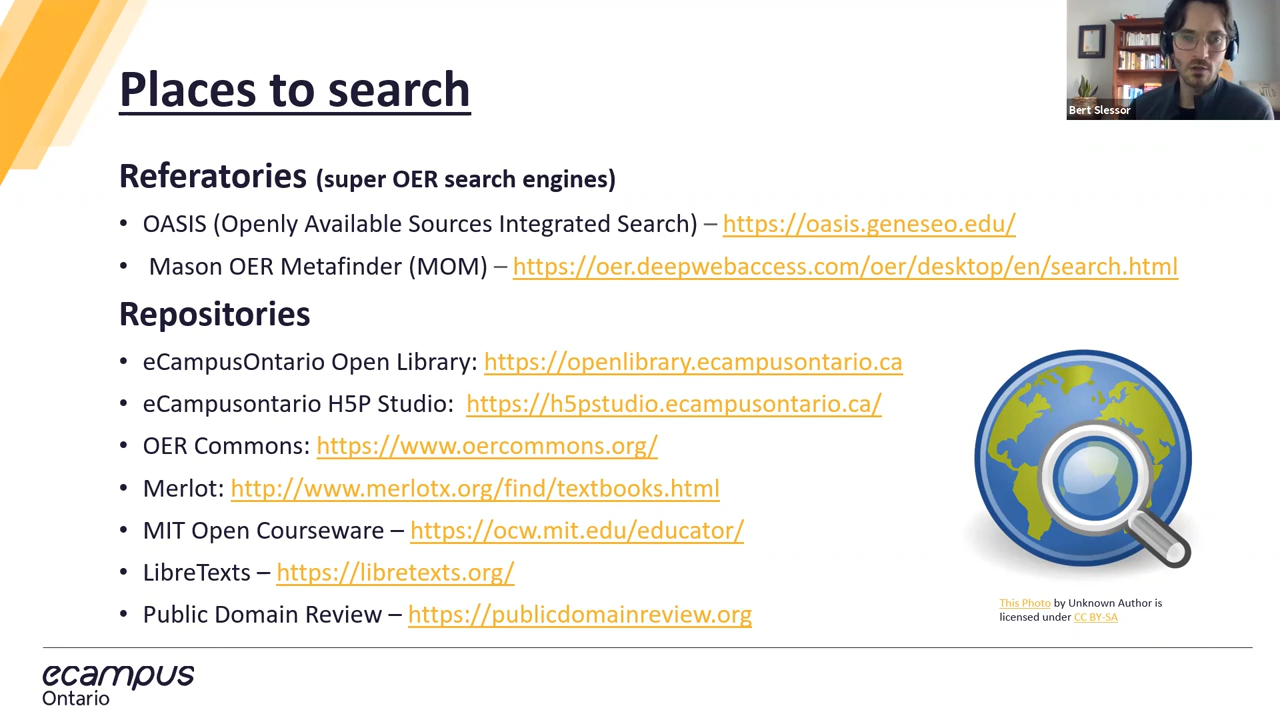 Places to search
Bert Slessor
Referatories (super OER search engines)
• OASIS (Openly Available Sources Integrated Search) – https://oasis.geneseo.edu/
• Mason OER Metafinder (MOM) – https://oer.deepwebaccess.com/oer/desktop/en/search.html
Repositories
• eCampusOntario Open Library: https://openlibrary.ecampusontario.ca
• eCampusontario H5P Studio: https://h5pstudio.ecampusontario.ca/
• OER Commons: https://www.oercommons.org/
• Merlot: http://www.merlotx.org/find/textbooks.html
• MIT Open Courseware – https://ocw.mit.edu/educator/
• LibreTexts – https://libretexts.org/
• Public Domain Review – https://publicdomainreview.org
This Photo by Unknown Author is
licensed under CC BY-SA
ecampus
Ontario